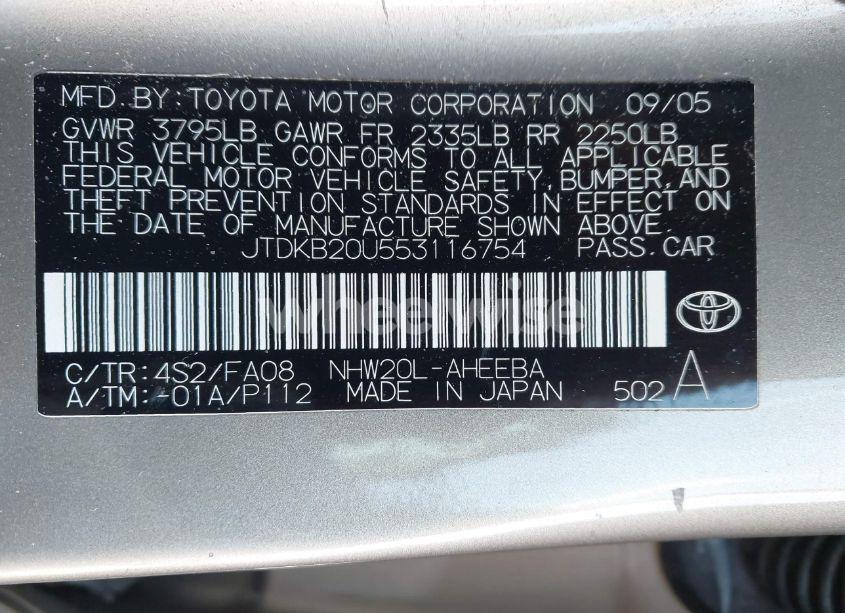 MFD BY:TOYOTA MOTOR CORPORATION 09/05
GVWR 3795LB GAWR FR 2335LB RR 2250LB
THIS VEHICLE CONFORMS TO ALL APPLICABLE
FEDERAL MOTOR VEHICLE SAFETY,BUMPER,AND
THEFT PREVENTION STANDARDS IN EFFECT ON
THE DATE OF MANUFACTURE SHOWN ABOVE.
JTDKB20U553116754 PASS.CAR
wheelwise
C/TR:4S2/FA08 NHW20L-AHEEBA
A/TM:-01A/P112 MADE IN JAPAN 502 A